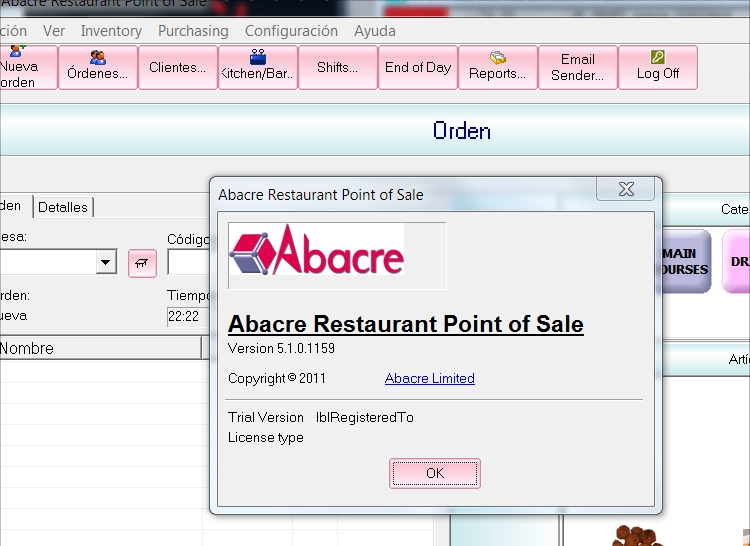 Abacre Restaurant Point of Sale
ción Ver Inventory Purchasing Configuración Ayuda
Nueva
orden
Órdenes...
Clientes...
Kitchen/Bar..
Shifts...
End of Day
Reports...
Email
Sender...
Log Off
Orden
den
Detalles
Abacre Restaurant Point of Sale
Cate
esa:
Código
Abacre
MAIN
OURSES
DR
rden:
ueva
Tiempo
22:22
Abacre Restaurant Point of Sale
Version 5.1.0.1159
Nombre
Artí
Copyright © 2011 Abacre Limited
Trial Version lblRegisteredTo
License type
OK